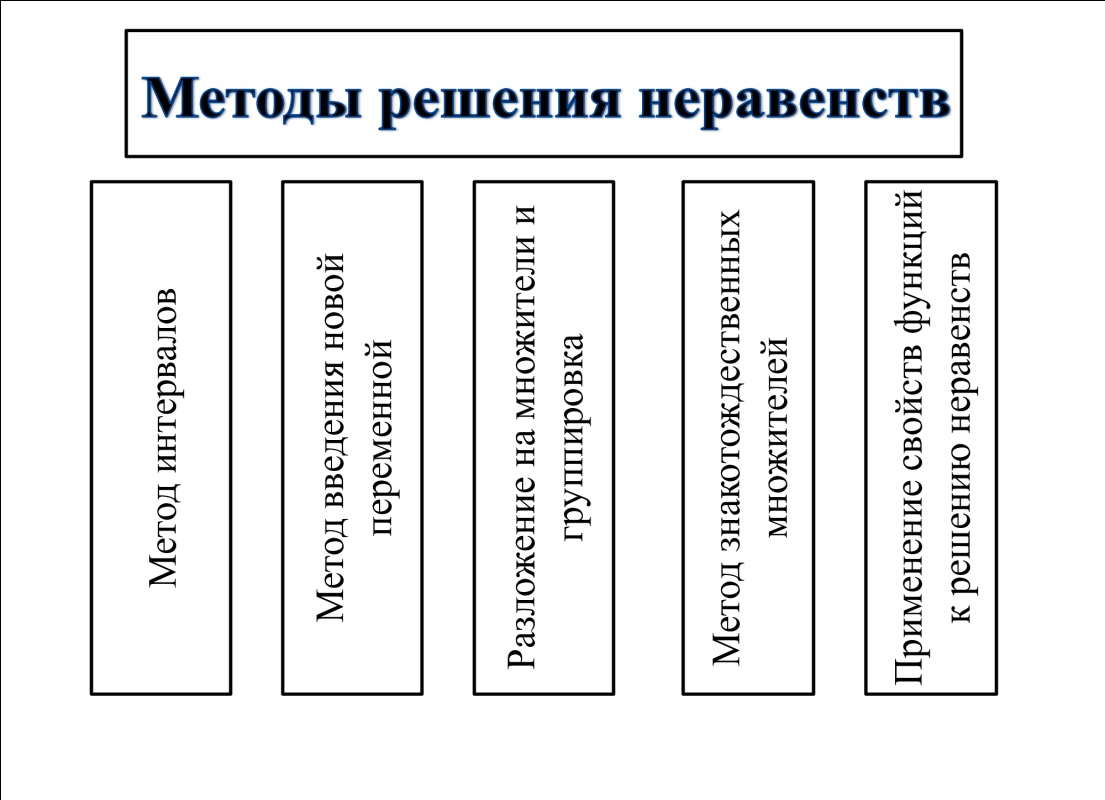 Методы решения неравенств
Метод интервалов
Метод введения новой
переменной
Разложение на множители и
группировка
Метод знакотождественных
множителей
Применение свойств функций
к решению неравенств